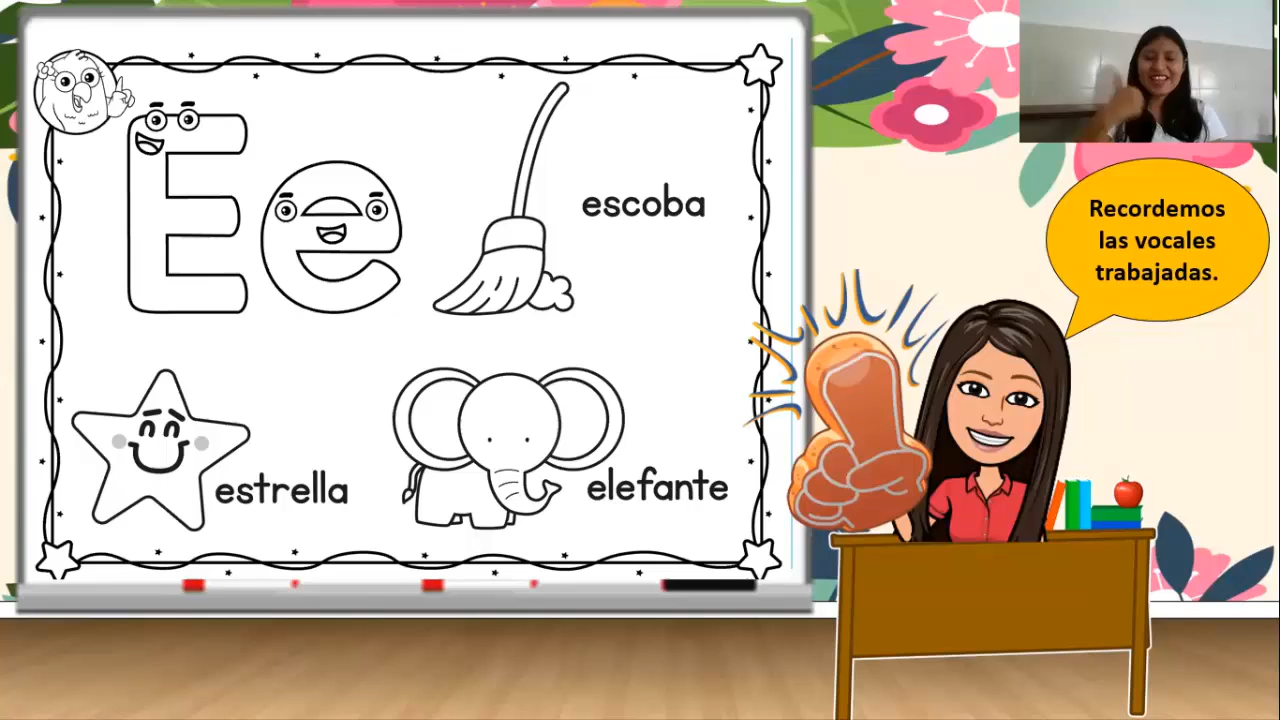 Ee
escoba
estrella
elefante
Recordemos
las vocales
trabajadas.